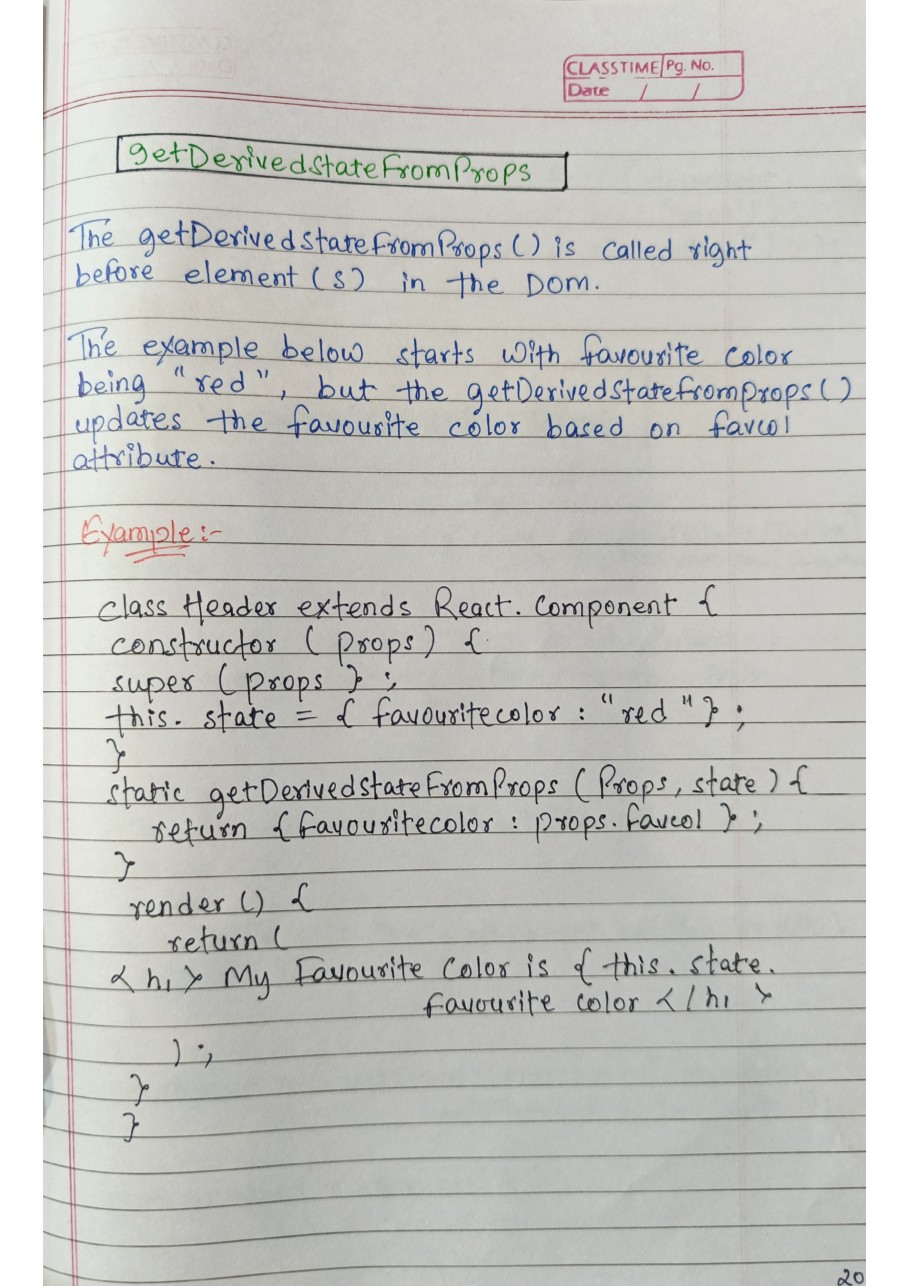 CLASSTIME Pg. No.
Date / /
getDerivedStateFromProps
The getDerivedStateFromProps() is called right
before element(s) in the DOM.
The example below starts with favourite color
being "red", but the getDerivedStateFromProps()
updates the favourite color based on favcol
attribute.
Example :-
class Header extends React. Component {
constructor (props) {
super (props } ;
this. state = { favouritecolor : "red" } ;
}
static getDerivedStateFromProps (Props, state) {
return {favouritecolor : props.favcol } ;
}
render () {
return (
<h1> My Favourite Color is { this. state.
favourite color </h1>
) ;
}
}
20